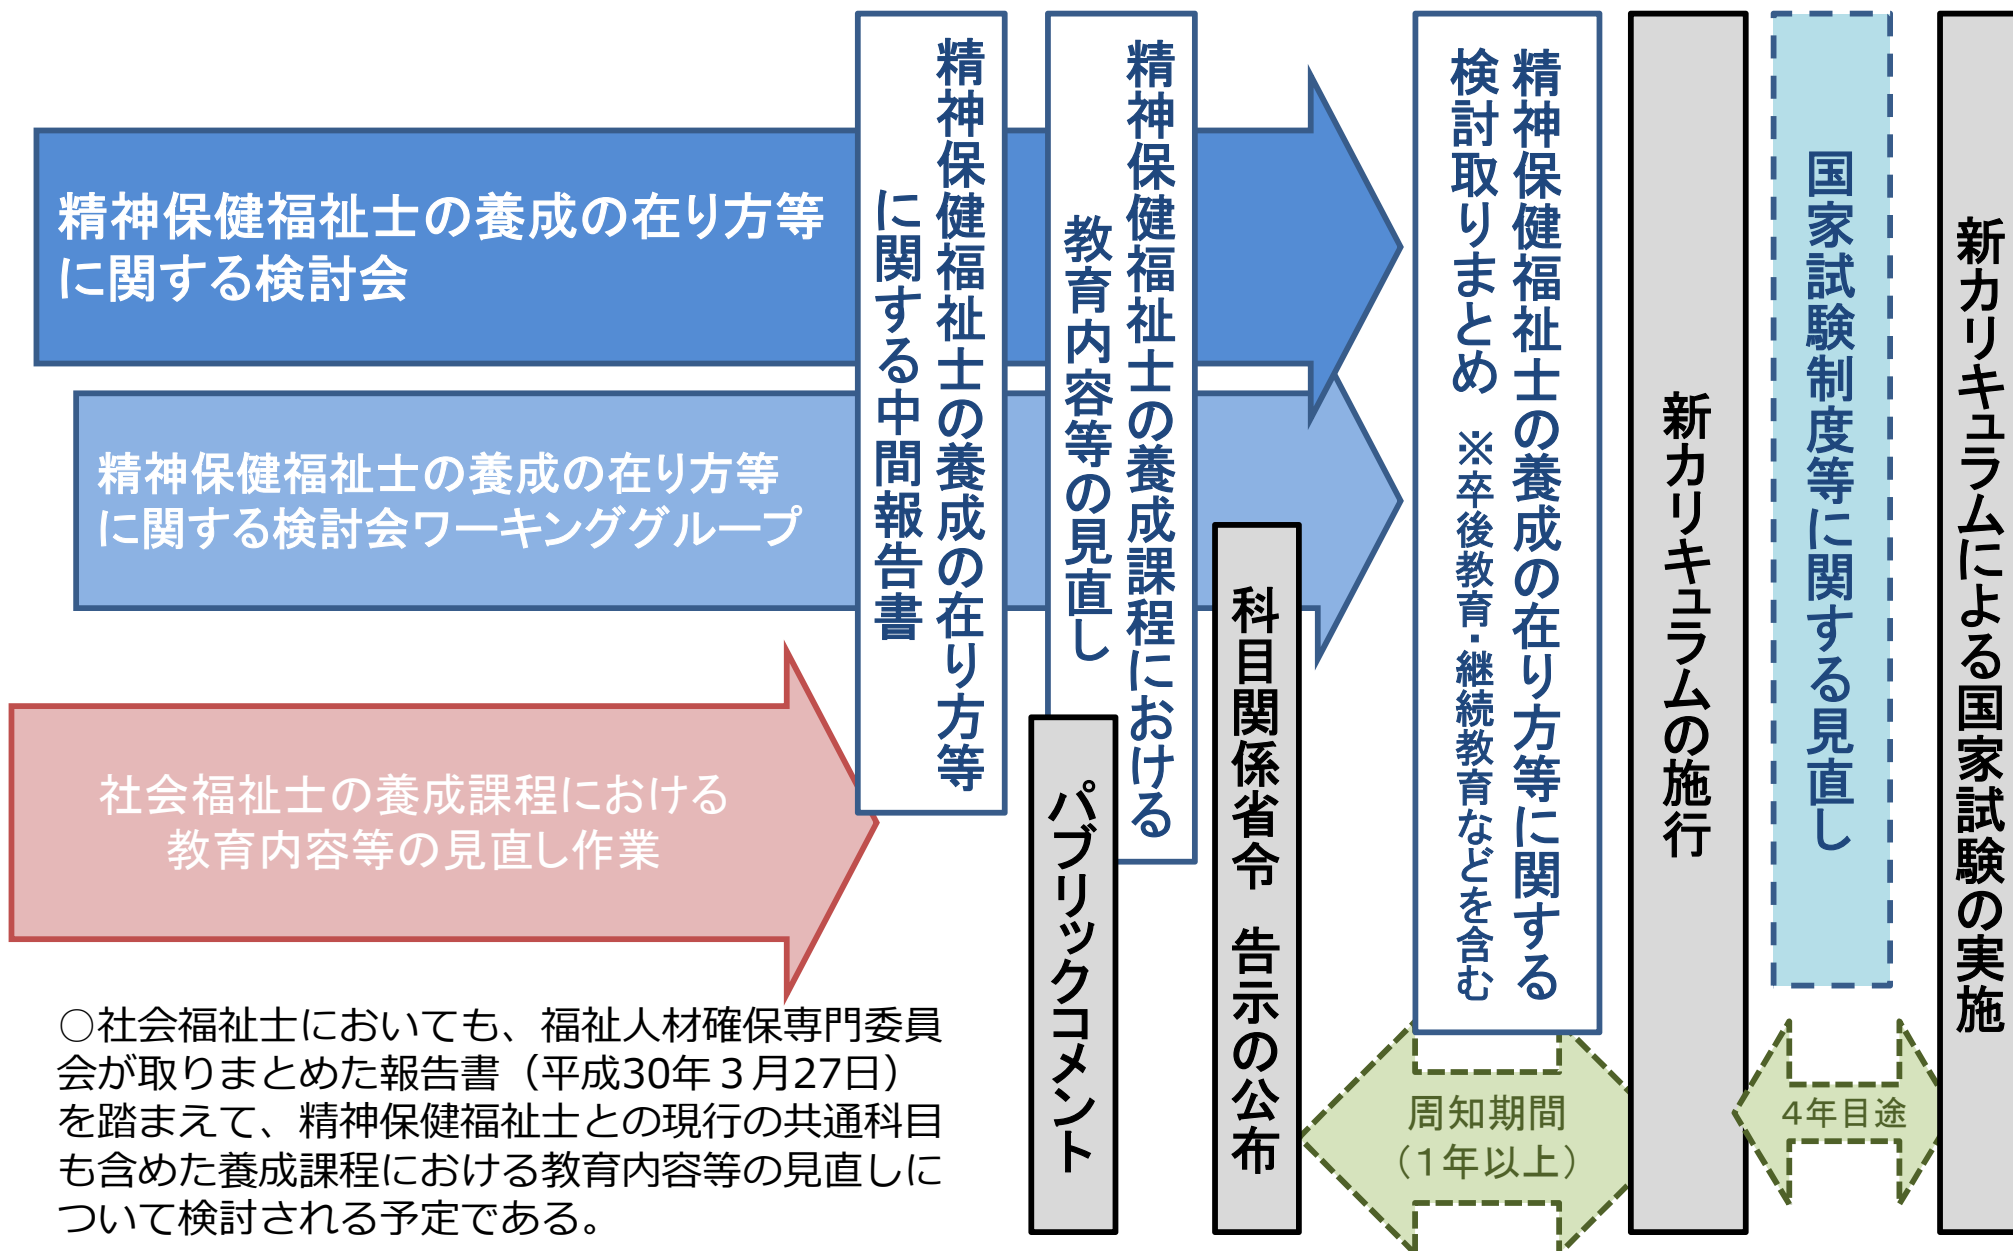 精神保健福祉士の養成の在り方等
に関する検討会
精神保健福祉士の養成の在り方等
に関する検討会ワーキンググループ
社会福祉士の養成課程における
教育内容等の見直し作業
○社会福祉士においても、福祉人材確保専門委員
会が取りまとめた報告書（平成30年３月27日）
を踏まえて、精神保健福祉士との現行の共通科目
も含めた養成課程における教育内容等の見直しに
ついて検討される予定である。
精神保健福祉士の養成の在り方等
に関する中間報告書
精神保健福祉士の養成課程における
教育内容等の見直し
パブリックコメント
科目関係省令　告示の公布
精神保健福祉士の養成の在り方等に関する
検討取りまとめ　※卒後教育・継続教育などを含む
周知期間
（1年以上）
新カリキュラムの施行
国家試験制度等に関する見直し
４年目途
新カリキュラムによる国家試験の実施